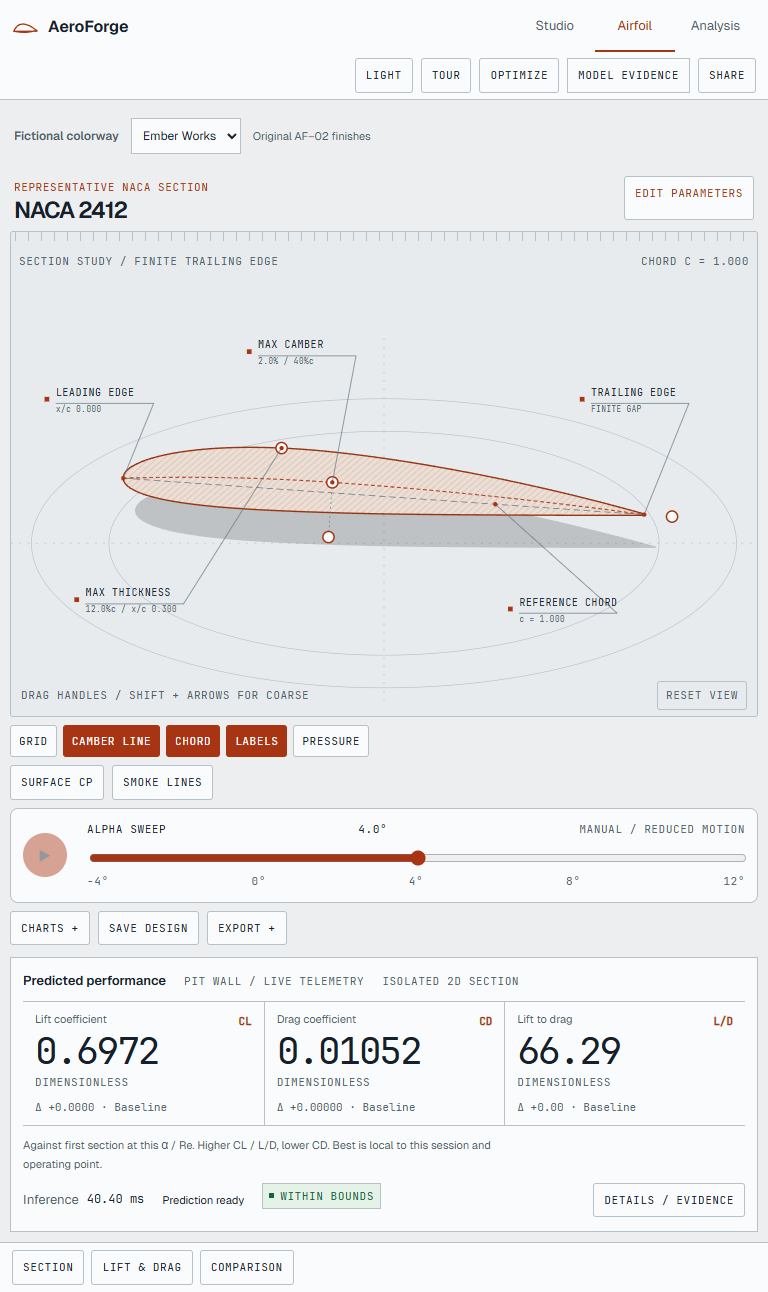 AeroForge
Studio Airfoil Analysis
LIGHT TOUR OPTIMIZE MODEL EVIDENCE SHARE
Fictional colorway Ember Works Original AF–02 finishes
REPRESENTATIVE NACA SECTION
NACA 2412
EDIT PARAMETERS
SECTION STUDY / FINITE TRAILING EDGE CHORD C = 1.000
MAX CAMBER
2.0% / 40%c
LEADING EDGE
x/c 0.000
TRAILING EDGE
FINITE GAP
MAX THICKNESS
12.0%c / x/c 0.300
REFERENCE CHORD
c = 1.000
DRAG HANDLES / SHIFT + ARROWS FOR COARSE RESET VIEW
GRID CAMBER LINE CHORD LABELS PRESSURE
SURFACE CP SMOKE LINES
ALPHA SWEEP 4.0° MANUAL / REDUCED MOTION
-4° 0° 4° 8° 12°
CHARTS + SAVE DESIGN EXPORT +
Predicted performance PIT WALL / LIVE TELEMETRY ISOLATED 2D SECTION
Lift coefficient CL Drag coefficient CD Lift to drag L/D
0.6972 0.01052 66.29
DIMENSIONLESS DIMENSIONLESS DIMENSIONLESS
Δ +0.0000 · Baseline Δ +0.00000 · Baseline Δ +0.00 · Baseline
Against first section at this α / Re. Higher CL / L/D, lower CD. Best is local to this session and
operating point.
Inference 40.40 ms Prediction ready WITHIN BOUNDS DETAILS / EVIDENCE
SECTION LIFT & DRAG COMPARISON